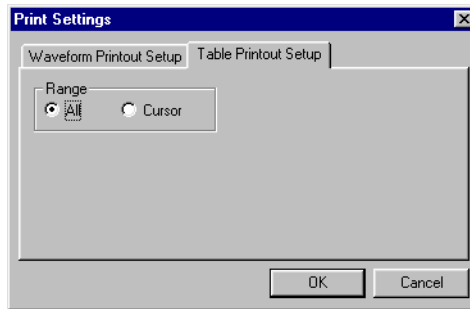 Print Settings
Waveform Printout Setup Table Printout Setup
Range
All Cursor
OK Cancel